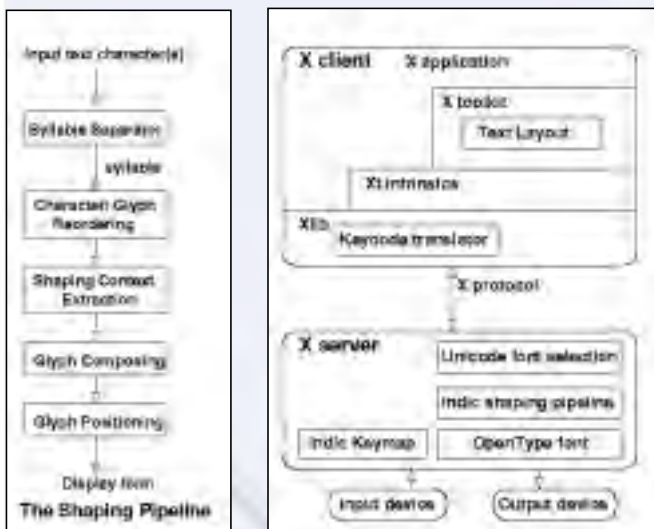 Input text character(s)
Syllable Separator
syllable
Character/Glyph
Reordering
Shaping Context
Extraction
Glyph Composing
Glyph Positioning
Display form
The Shaping Pipeline
X client
X application
X toolkit
Text Layout
Xt intrinsics
Xlib
Keycode translator
X protocol
X server
Unicode font selection
Indic shaping pipeline
Indic Keymap
OpenType font
Input device
Output device